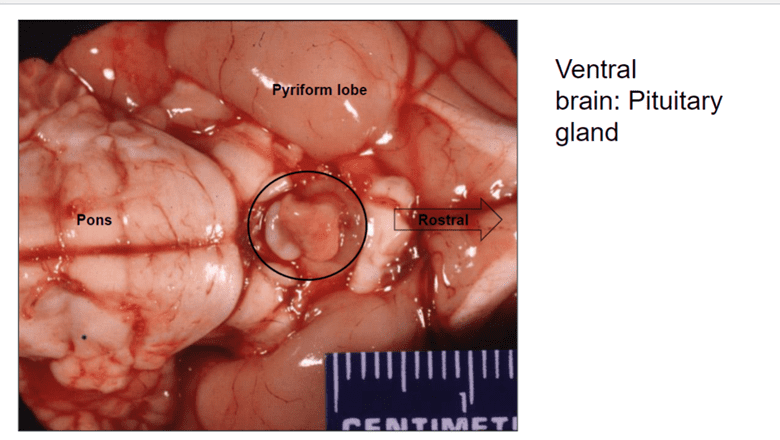 Pyriform lobe
Pons
Rostral
Ventral
brain: Pituitary
gland
1